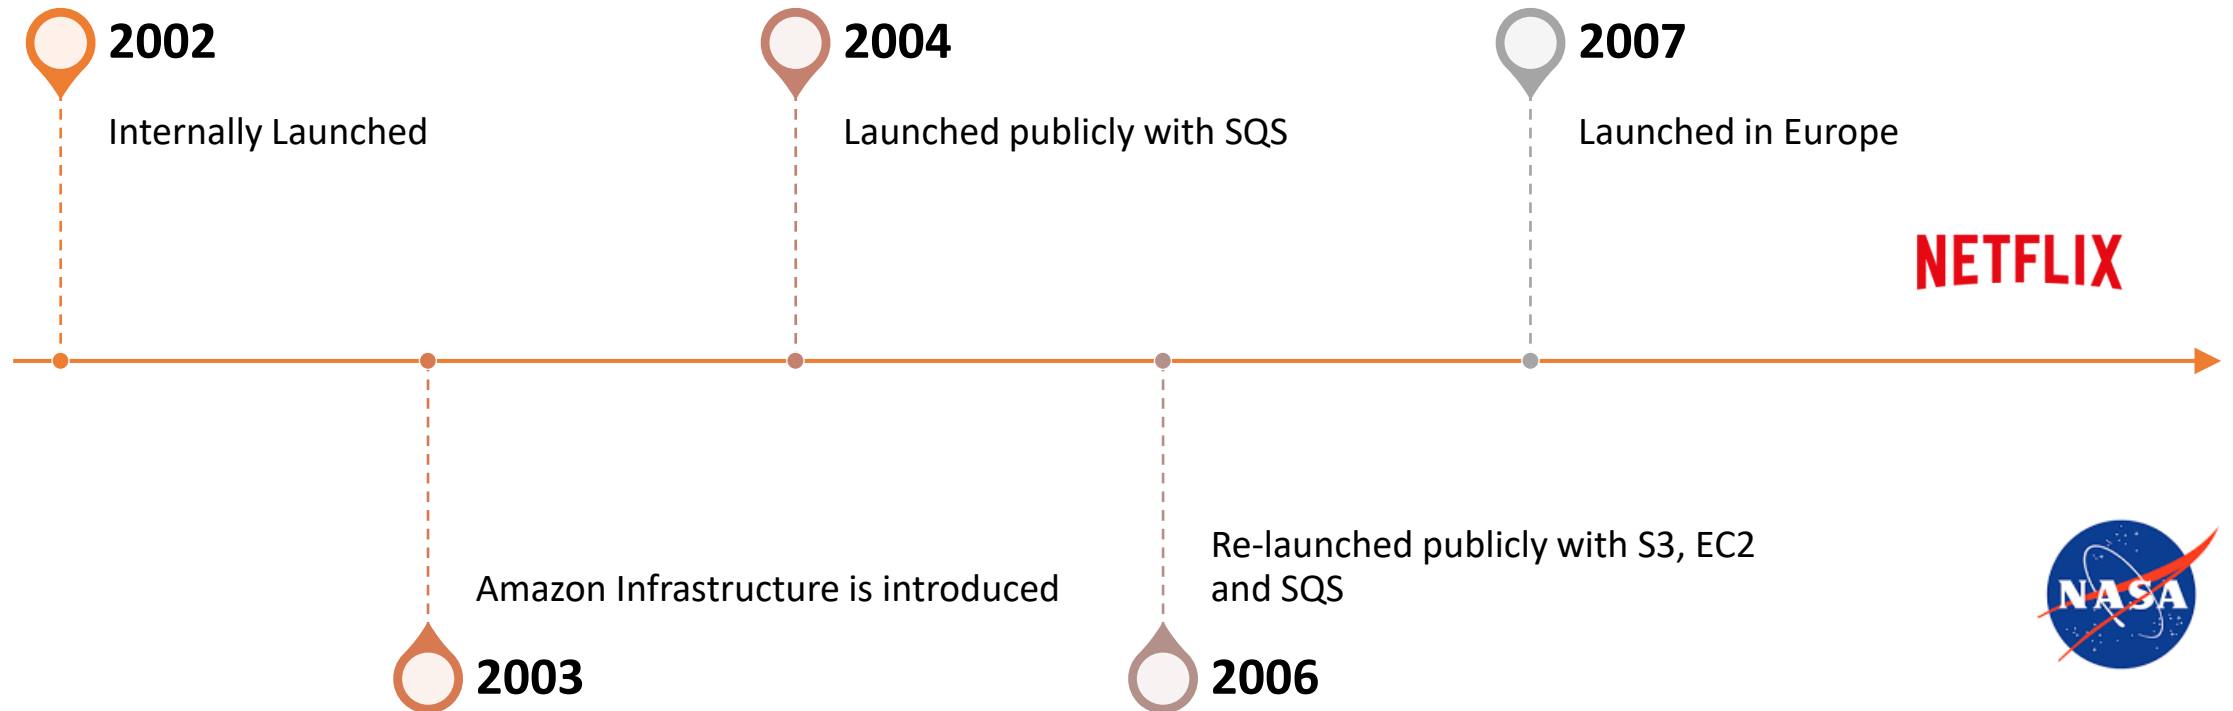 2002
Internally Launched
2004
Launched publicly with SQS
2007
Launched in Europe
NETFLIX
Amazon Infrastructure is introduced
2003
Re-launched publicly with S3, EC2
and SQS
2006
NASA